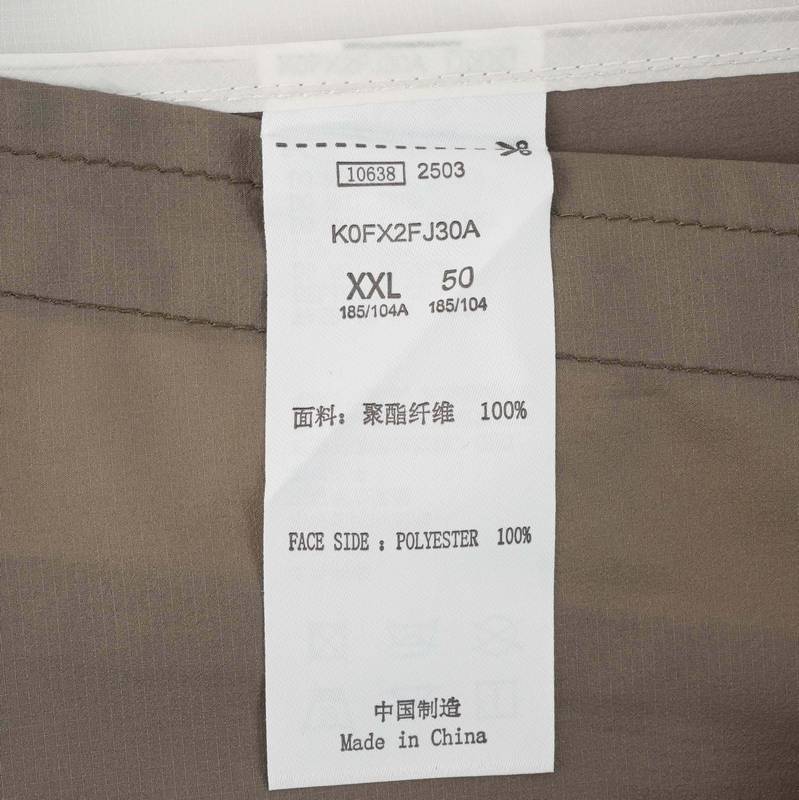 10638 2503
K0FX2FJ30A
XXL 50
185/104A 185/104
面料：聚酯纤维 100%
FACE SIDE : POLYESTER 100%
中国制造
Made in China